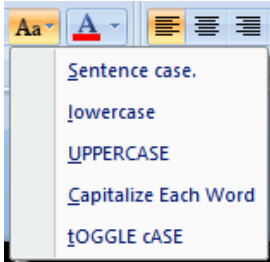 Aa A
Sentence case.
lowercase
UPPERCASE
Capitalize Each Word
tOGGLE cASE